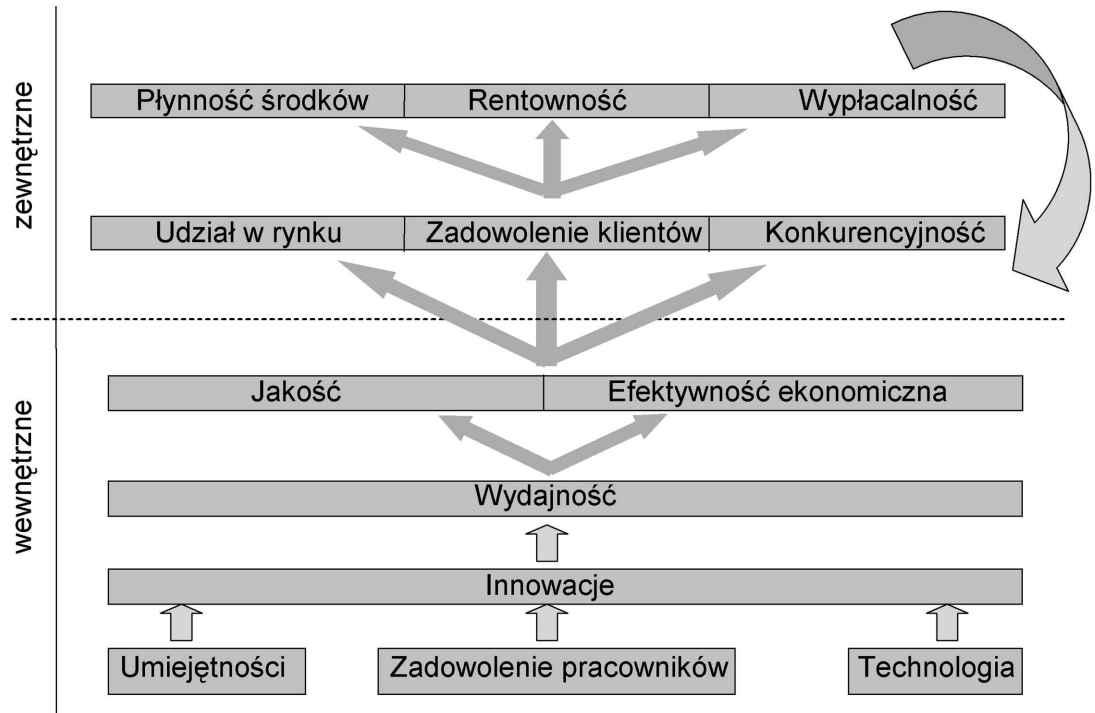 zewnętrzne
Płynność środków
Rentowność
Wypłacalność
Udział w rynku
Zadowolenie klientów
Konkurencyjność
wewnętrzne
Jakość
Efektywność ekonomiczna
Wydajność
Innowacje
Umiejętności
Zadowolenie pracowników
Technologia